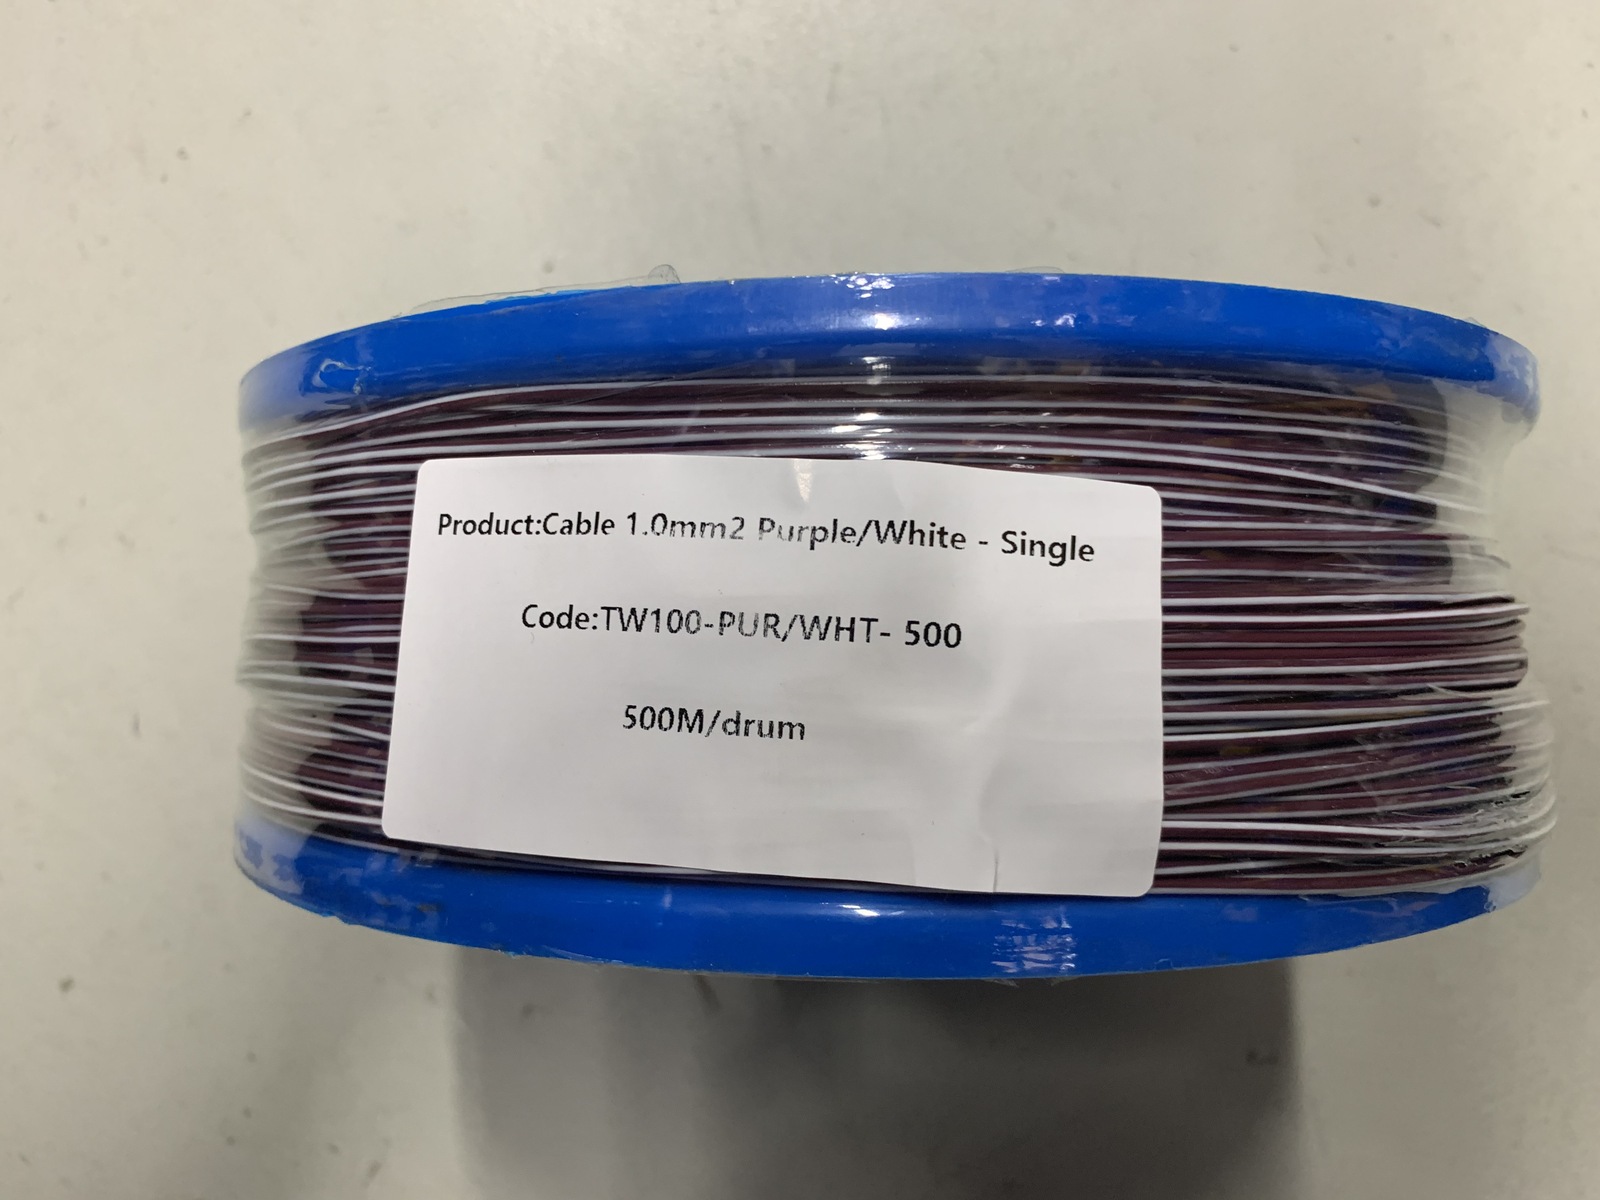 Product:Cable 1.0mm2 Purple/White - Single
Code:TW100-PUR/WHT- 500
500M/drum